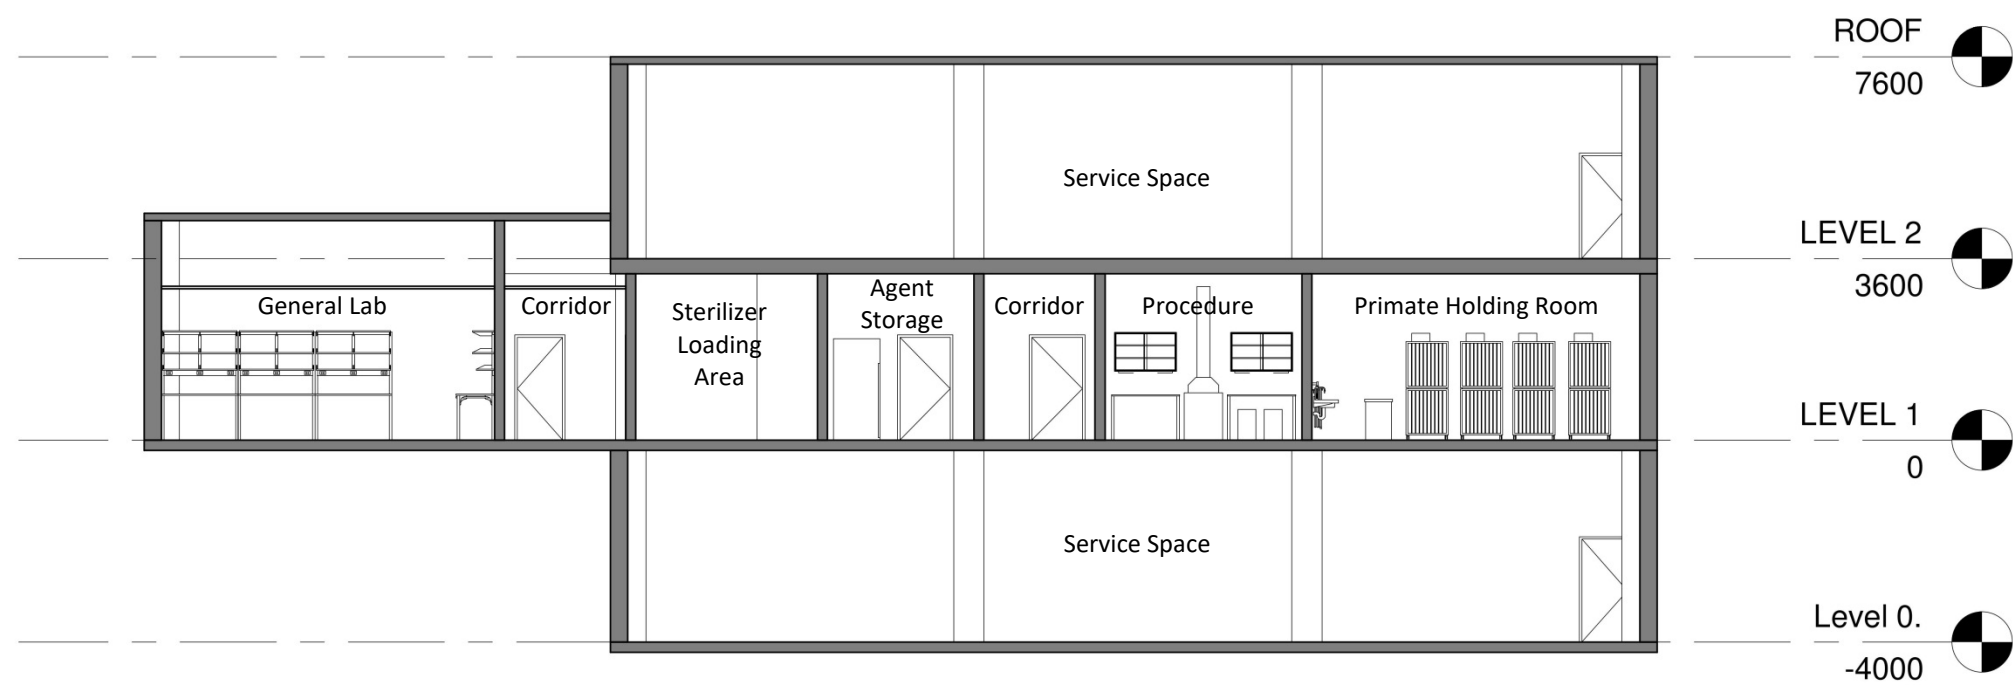 ROOF
7600
Service Space
LEVEL 2
3600
General Lab
Corridor
Sterilizer
Loading
Area
Agent
Storage
Corridor
Procedure
Primate Holding Room
LEVEL 1
0
Service Space
Level 0.
-4000